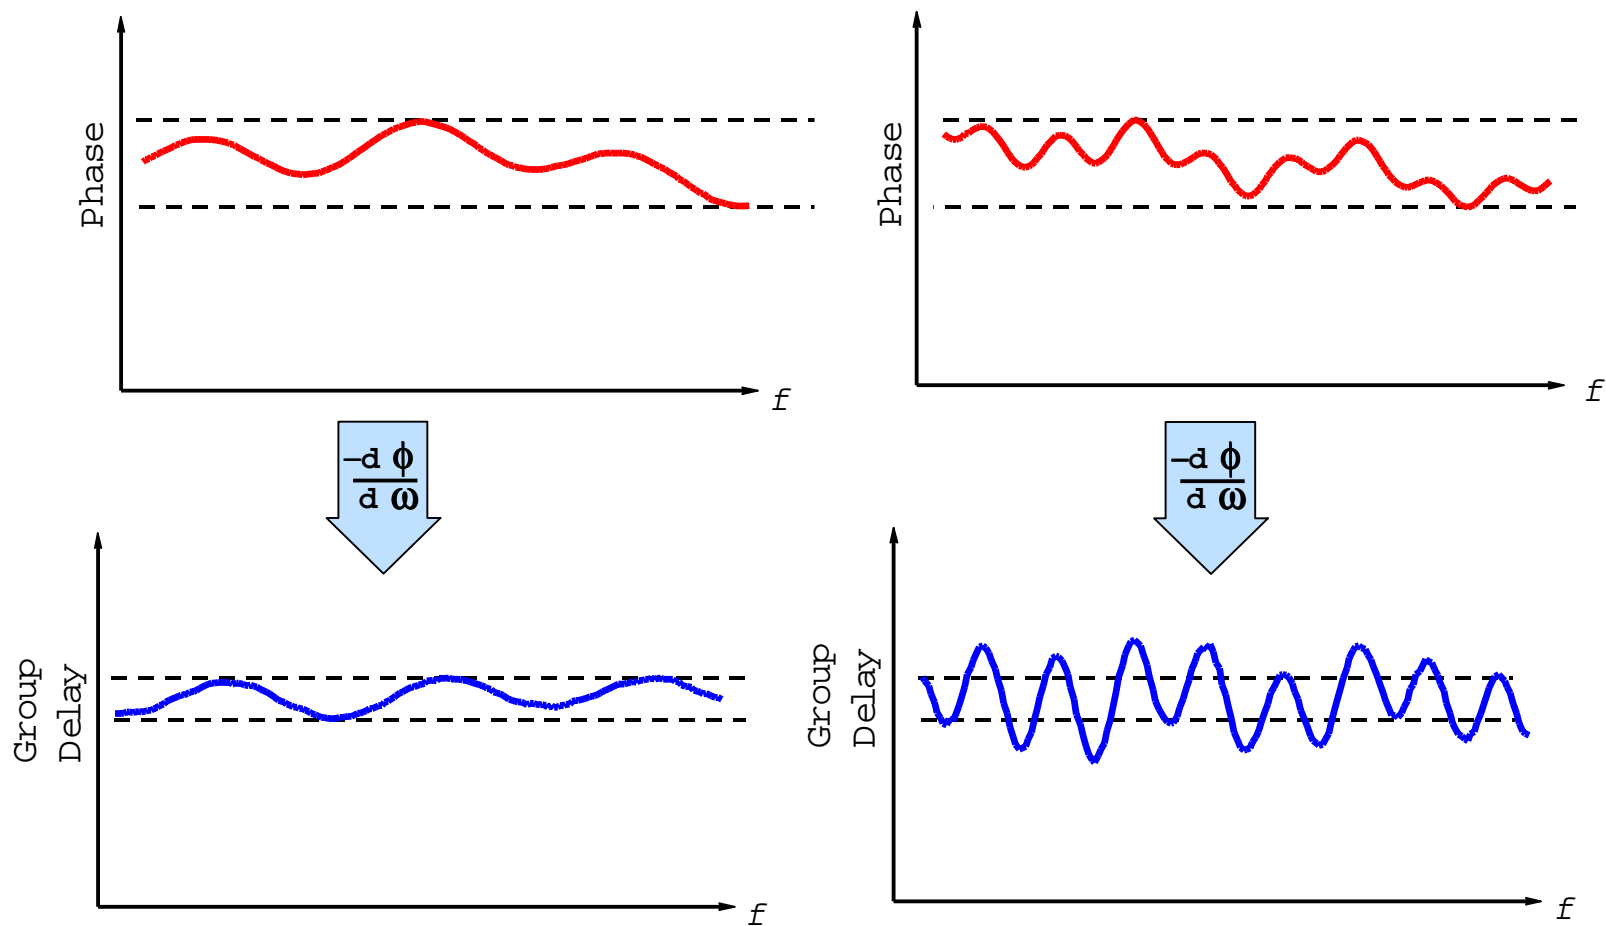 Phase
f
Phase
f
–d ϕ
d ω
–d ϕ
d ω
Group
Delay
f
Group
Delay
f